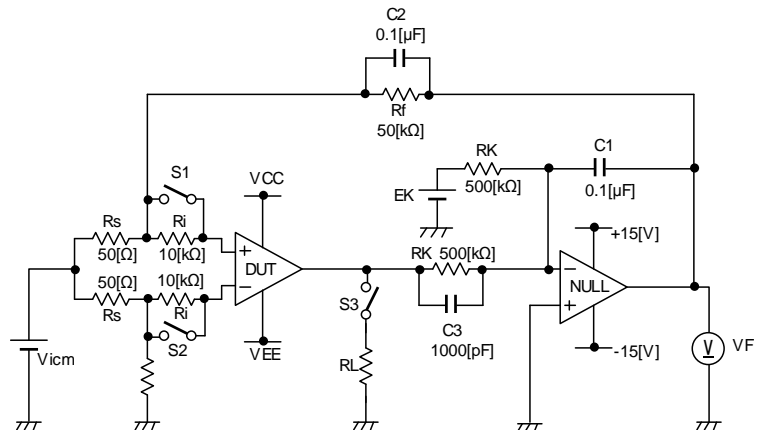 C2
0.1[µF]
Rf
50[kΩ]
S1
VCC
RK
500[kΩ]
C1
0.1[µF]
EK
Rs
50[Ω]
Ri
10[kΩ]
+15[V]
RK 500[kΩ]
DUT
+
-
50[Ω]
Rs
10[kΩ]
Ri
S2
VEE
S3
C3
1000[pF]
NULL
-
+
-15[V]
Vicm
RL
V
VF